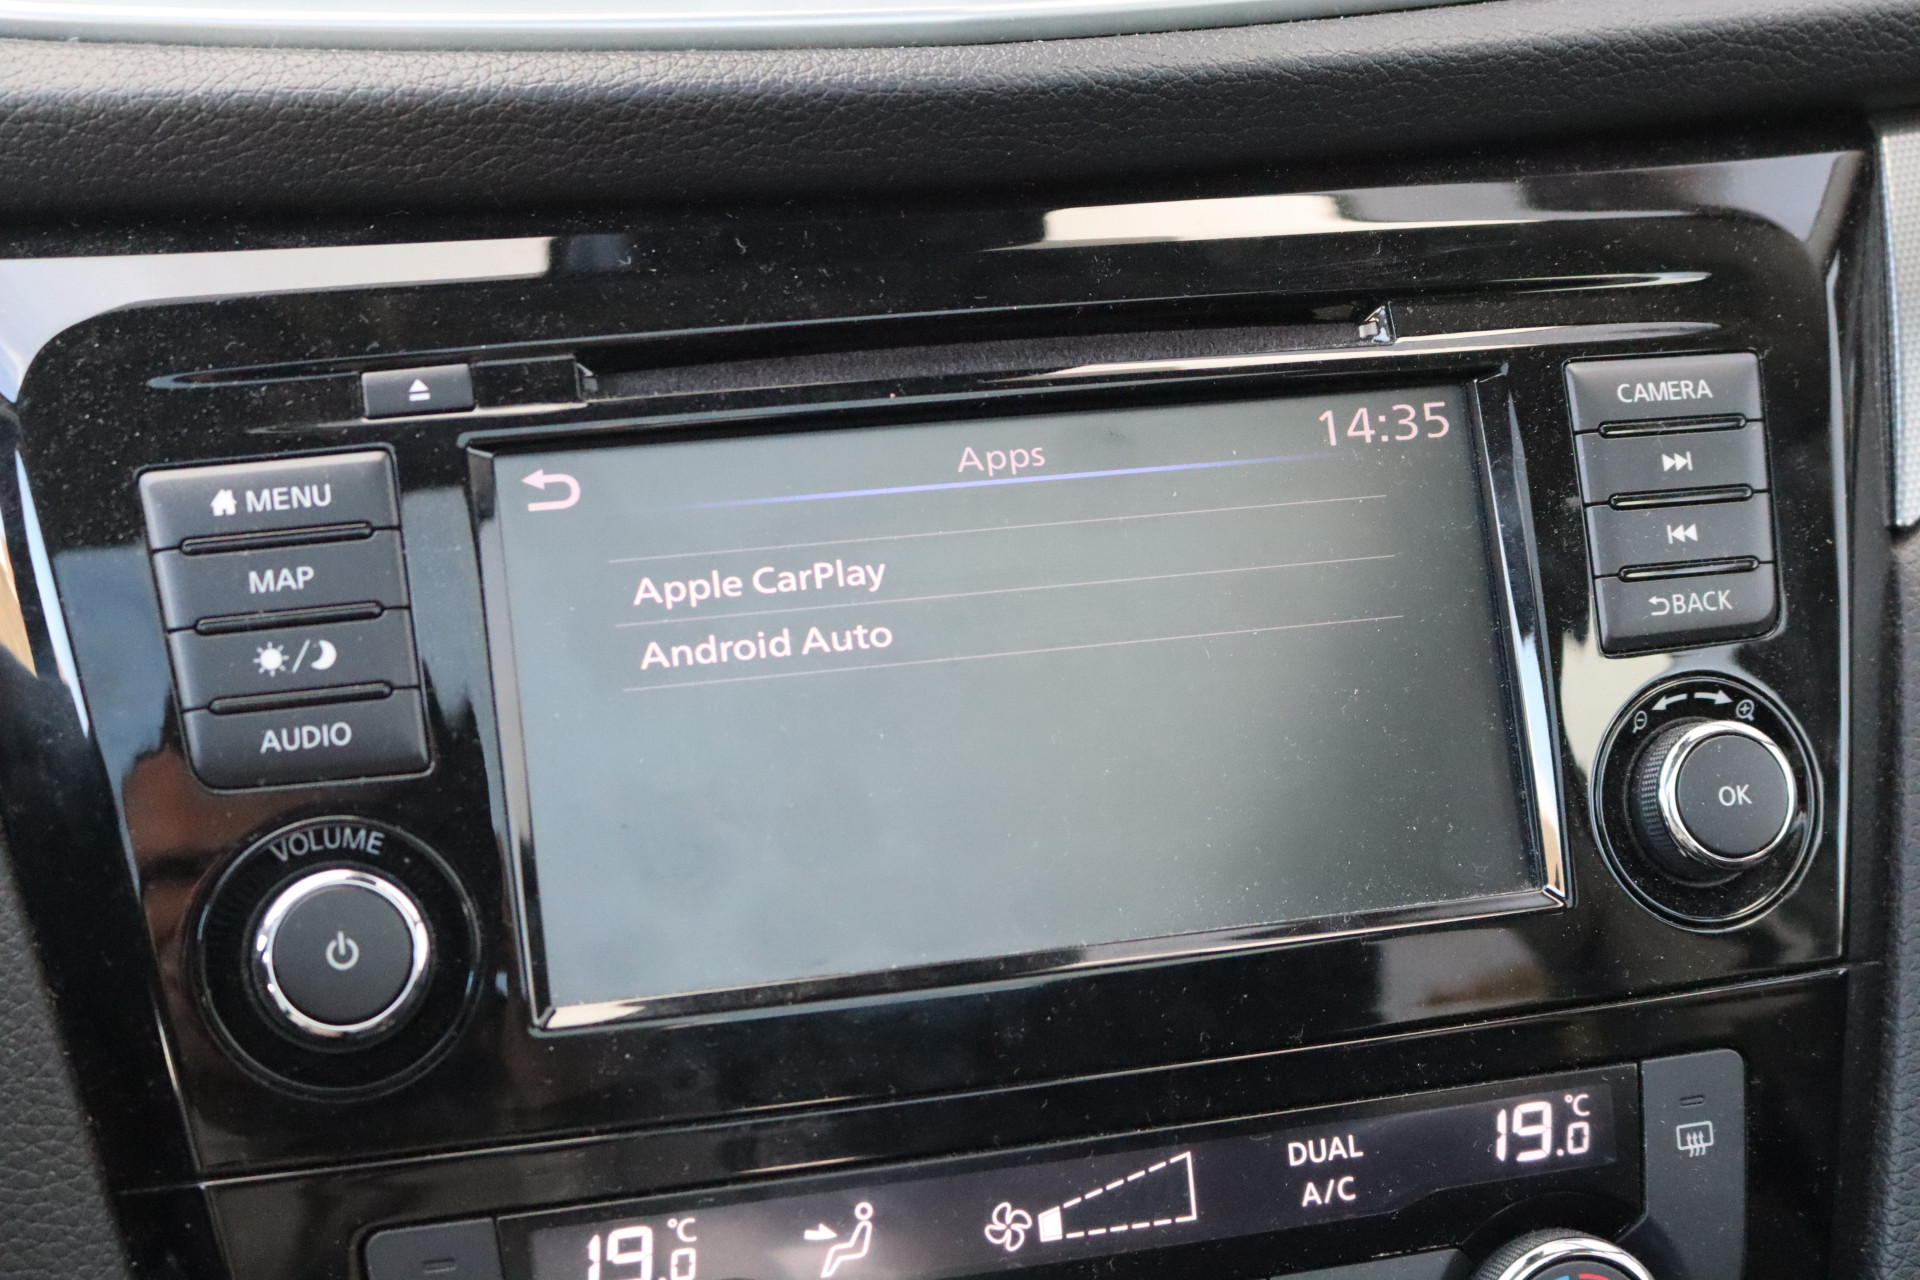 CAMERA
14:35
Apps
MENU
MAP
AUDIO
Apple CarPlay
Android Auto
BACK
OK
VOLUME
DUAL
A/C
19.0 °C
19.0 °C